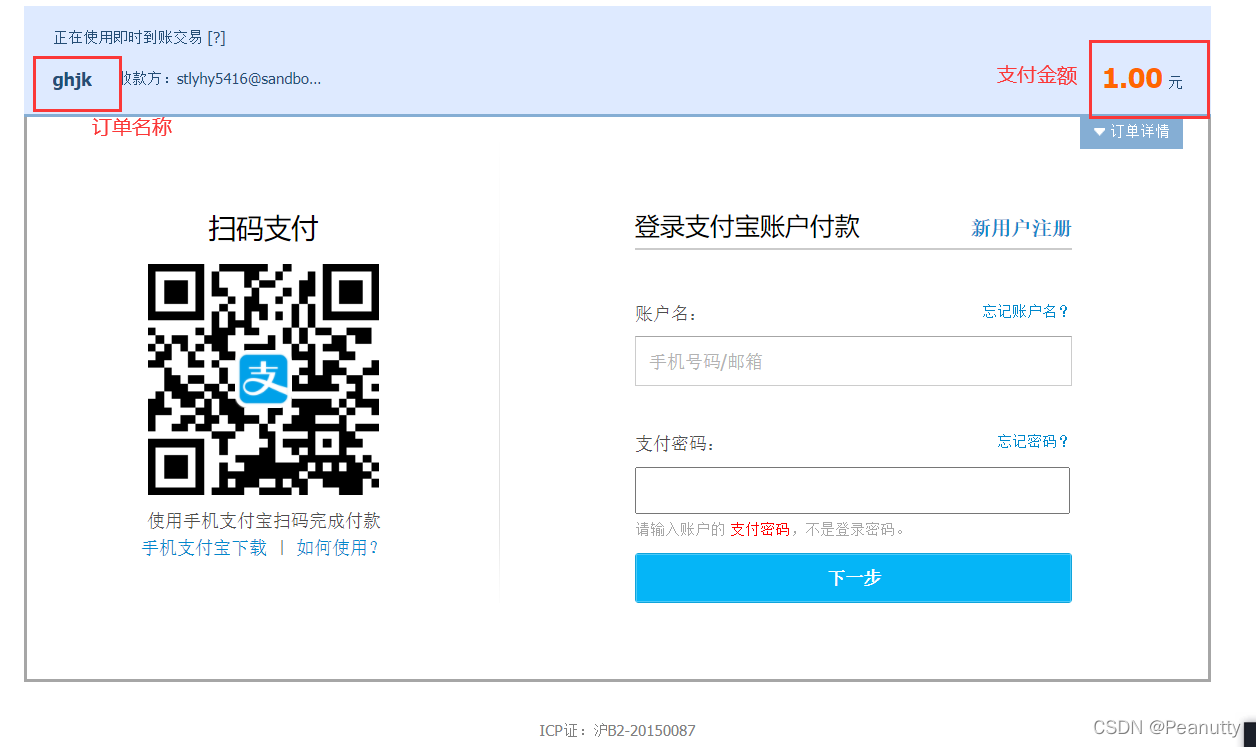 正在使用即时到账交易 [?]
ghjk 收款方：stlyhy5416@sandbo...
支付金额 1.00 元
订单名称
订单详情
扫码支付
登录支付宝账户付款 新用户注册
账户名： 忘记账户名?
手机号码/邮箱
支
支付密码： 忘记密码?
请输入账户的 支付密码，不是登录密码。
使用手机支付宝扫码完成付款
手机支付宝下载 | 如何使用?
下一步
ICP证：沪B2-20150087
CSDN @Peanutty